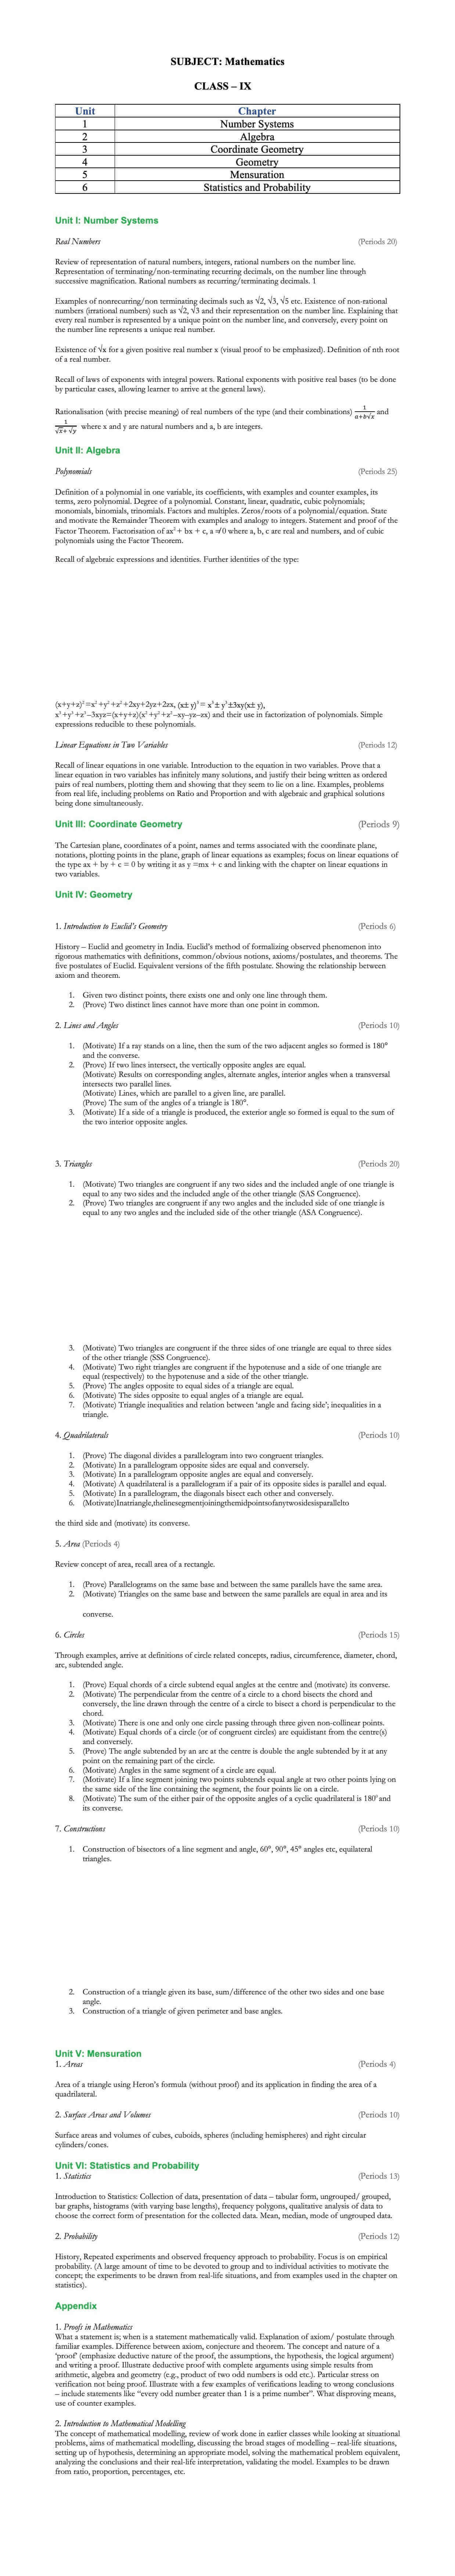 SUBJECT: Mathematics
CLASS – IX
Unit Chapter
1 Number Systems
2 Algebra
3 Coordinate Geometry
4 Geometry
5 Mensuration
6 Statistics and Probability
Unit I: Number Systems
Real Numbers (Periods 20)
Review of representation of natural numbers, integers, rational numbers on the number line.
Representation of terminating/non-terminating recurring decimals, on the number line through
successive magnification. Rational numbers as recurring/terminating decimals. 1
Examples of nonrecurring/non terminating decimals such as √2, √3, √5 etc. Existence of non-rational
numbers (irrational numbers) such as √2, √3 and their representation on the number line. Explaining that
every real number is represented by a unique point on the number line, and conversely, every point on
the number line represents a unique real number.
Existence of √x for a given positive real number x (visual proof to be emphasized). Definition of nth root
of a real number.
Recall of laws of exponents with integral powers. Rational exponents with positive real bases (to be done
by particular cases, allowing learner to arrive at the general laws).
Rationalisation (with precise meaning) of real numbers of the type (and their combinations) 1/(a+b√x) and
1/(√x+√y) where x and y are natural numbers and a, b are integers.
Unit II: Algebra
Polynomials (Periods 25)
Definition of a polynomial in one variable, its coefficients, with examples and counter examples, its
terms, zero polynomial. Degree of a polynomial. Constant, linear, quadratic, cubic polynomials;
monomials, binomials, trinomials. Factors and multiples. Zeros/roots of a polynomial/equation. State
and motivate the Remainder Theorem with examples and analogy to integers. Statement and proof of the
Factor Theorem. Factorisation of ax² + bx + c, a ≠ 0 where a, b, c are real and numbers, and of cubic
polynomials using the Factor Theorem.
Recall of algebraic expressions and identities. Further identities of the type:
(x+y+z)²=x²+y²+z²+2xy+2yz+2zx, (x± y)³= x³± y³±3xy(x± y),
x³+y³+z³–3xyz=(x+y+z)(x²+y²+z²–xy–yz–zx) and their use in factorization of polynomials. Simple
expressions reducible to these polynomials.
Linear Equations in Two Variables (Periods 12)
Recall of linear equations in one variable. Introduction to the equation in two variables. Prove that a
linear equation in two variables has infinitely many solutions, and justify their being written as ordered
pairs of real numbers, plotting them and showing that they seem to lie on a line. Examples, problems
from real life, including problems on Ratio and Proportion and with algebraic and graphical solutions
being done simultaneously.
Unit III: Coordinate Geometry (Periods 9)
The Cartesian plane, coordinates of a point, names and terms associated with the coordinate plane,
notations, plotting points in the plane, graph of linear equations as examples; focus on linear equations of
the type ax + by + c = 0 by writing it as y =mx + c and linking with the chapter on linear equations in
two variables.
Unit IV: Geometry
1. Introduction to Euclid's Geometry (Periods 6)
History – Euclid and geometry in India. Euclid's method of formalizing observed phenomenon into
rigorous mathematics with definitions, common/obvious notions, axioms/postulates, and theorems. The
five postulates of Euclid. Equivalent versions of the fifth postulate. Showing the relationship between
axiom and theorem.
1. Given two distinct points, there exists one and only one line through them.
2. (Prove) Two distinct lines cannot have more than one point in common.
2. Lines and Angles (Periods 10)
1. (Motivate) If a ray stands on a line, then the sum of the two adjacent angles so formed is 180°
and the converse.
2. (Prove) If two lines intersect, the vertically opposite angles are equal.
(Motivate) Results on corresponding angles, alternate angles, interior angles when a transversal
intersects two parallel lines.
(Motivate) Lines, which are parallel to a given line, are parallel.
(Prove) The sum of the angles of a triangle is 180°.
3. (Motivate) If a side of a triangle is produced, the exterior angle so formed is equal to the sum of
the two interior opposite angles.
3. Triangles (Periods 20)
1. (Motivate) Two triangles are congruent if any two sides and the included angle of one triangle is
equal to any two sides and the included angle of the other triangle (SAS Congruence).
2. (Prove) Two triangles are congruent if any two angles and the included side of one triangle is
equal to any two angles and the included side of the other triangle (ASA Congruence).
3. (Motivate) Two triangles are congruent if the three sides of one triangle are equal to three sides
of the other triangle (SSS Congruence).
4. (Motivate) Two right triangles are congruent if the hypotenuse and a side of one triangle are
equal (respectively) to the hypotenuse and a side of the other triangle.
5. (Prove) The angles opposite to equal sides of a triangle are equal.
6. (Motivate) The sides opposite to equal angles of a triangle are equal.
7. (Motivate) Triangle inequalities and relation between 'angle and facing side'; inequalities in a
triangle.
4. Quadrilaterals (Periods 10)
1. (Prove) The diagonal divides a parallelogram into two congruent triangles.
2. (Motivate) In a parallelogram opposite sides are equal and conversely.
3. (Motivate) In a parallelogram opposite angles are equal and conversely.
4. (Motivate) A quadrilateral is a parallelogram if a pair of its opposite sides is parallel and equal.
5. (Motivate) In a parallelogram, the diagonals bisect each other and conversely.
6. (Motivate)Inatriangle,thelinesegmentjoiningthemidpointsofanytwosidesisparallelto
the third side and (motivate) its converse.
5. Area (Periods 4)
Review concept of area, recall area of a rectangle.
1. (Prove) Parallelograms on the same base and between the same parallels have the same area.
2. (Motivate) Triangles on the same base and between the same parallels are equal in area and its
converse.
6. Circles (Periods 15)
Through examples, arrive at definitions of circle related concepts, radius, circumference, diameter, chord,
arc, subtended angle.
1. (Prove) Equal chords of a circle subtend equal angles at the centre and (motivate) its converse.
2. (Motivate) The perpendicular from the centre of a circle to a chord bisects the chord and
conversely, the line drawn through the centre of a circle to bisect a chord is perpendicular to the
chord.
3. (Motivate) There is one and only one circle passing through three given non-collinear points.
4. (Motivate) Equal chords of a circle (or of congruent circles) are equidistant from the centre(s)
and conversely.
5. (Prove) The angle subtended by an arc at the centre is double the angle subtended by it at any
point on the remaining part of the circle.
6. (Motivate) Angles in the same segment of a circle are equal.
7. (Motivate) If a line segment joining two points subtends equal angle at two other points lying on
the same side of the line containing the segment, the four points lie on a circle.
8. (Motivate) The sum of the either pair of the opposite angles of a cyclic quadrilateral is 180° and
its converse.
7. Constructions (Periods 10)
1. Construction of bisectors of a line segment and angle, 60°, 90°, 45° angles etc, equilateral
triangles.
2. Construction of a triangle given its base, sum/difference of the other two sides and one base
angle.
3. Construction of a triangle of given perimeter and base angles.
Unit V: Mensuration
1. Areas (Periods 4)
Area of a triangle using Heron's formula (without proof) and its application in finding the area of a
quadrilateral.
2. Surface Areas and Volumes (Periods 10)
Surface areas and volumes of cubes, cuboids, spheres (including hemispheres) and right circular
cylinders/cones.
Unit VI: Statistics and Probability
1. Statistics (Periods 13)
Introduction to Statistics: Collection of data, presentation of data – tabular form, ungrouped/ grouped,
bar graphs, histograms (with varying base lengths), frequency polygons, qualitative analysis of data to
choose the correct form of presentation for the collected data. Mean, median, mode of ungrouped data.
2. Probability (Periods 12)
History, Repeated experiments and observed frequency approach to probability. Focus is on empirical
probability. (A large amount of time to be devoted to group and to individual activities to motivate the
concept; the experiments to be drawn from real-life situations, and from examples used in the chapter on
statistics).
Appendix
1. Proofs in Mathematics
What a statement is; when is a statement mathematically valid. Explanation of axiom/ postulate through
familiar examples. Difference between axiom, conjecture and theorem. The concept and nature of a
'proof' (emphasize deductive nature of the proof, the assumptions, the hypothesis, the logical argument)
and writing a proof. Illustrate deductive proof with complete arguments using simple results from
arithmetic, algebra and geometry (e.g., product of two odd numbers is odd etc.). Particular stress on
verification not being proof. Illustrate with a few examples of verifications leading to wrong conclusions
– include statements like "every odd number greater than 1 is a prime number". What disproving means,
use of counter examples.
2. Introduction to Mathematical Modelling
The concept of mathematical modelling, review of work done in earlier classes while looking at situational
problems, aims of mathematical modelling, discussing the broad stages of modelling – real-life situations,
setting up of hypothesis, determining an appropriate model, solving the mathematical problem equivalent,
analyzing the conclusions and their real-life interpretation, validating the model. Examples to be drawn
from ratio, proportion, percentages, etc.